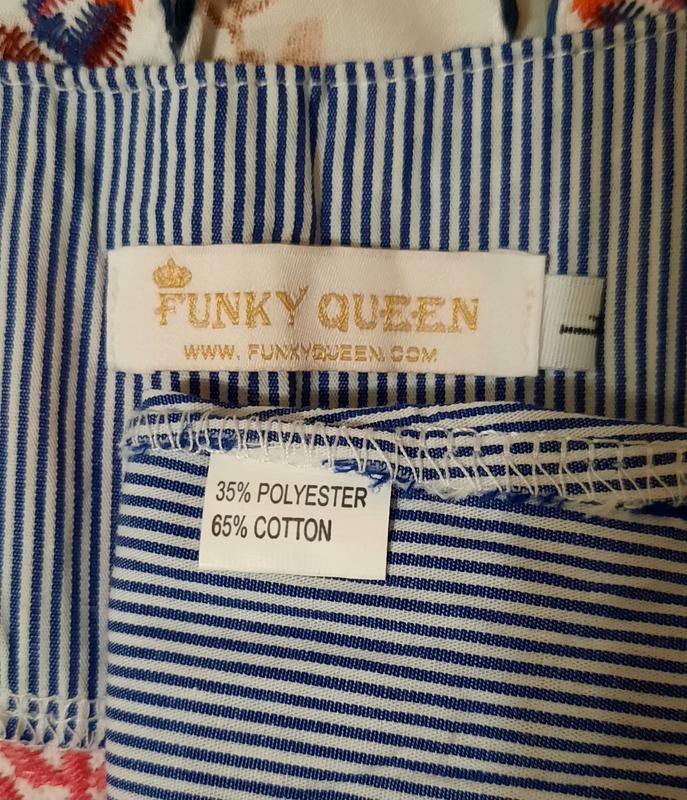 FUNKY QUEEN
WWW. FUNKYQUEEN.COM
35% POLYESTER
65% COTTON